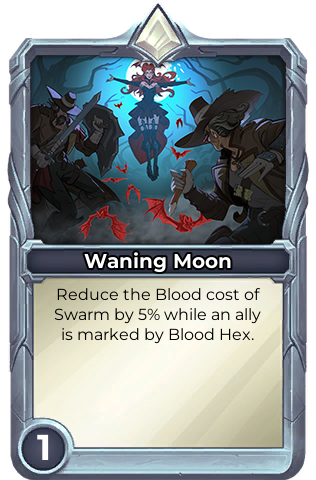 Waning Moon
Reduce the Blood cost of
Swarm by 5% while an ally
is marked by Blood Hex.
1